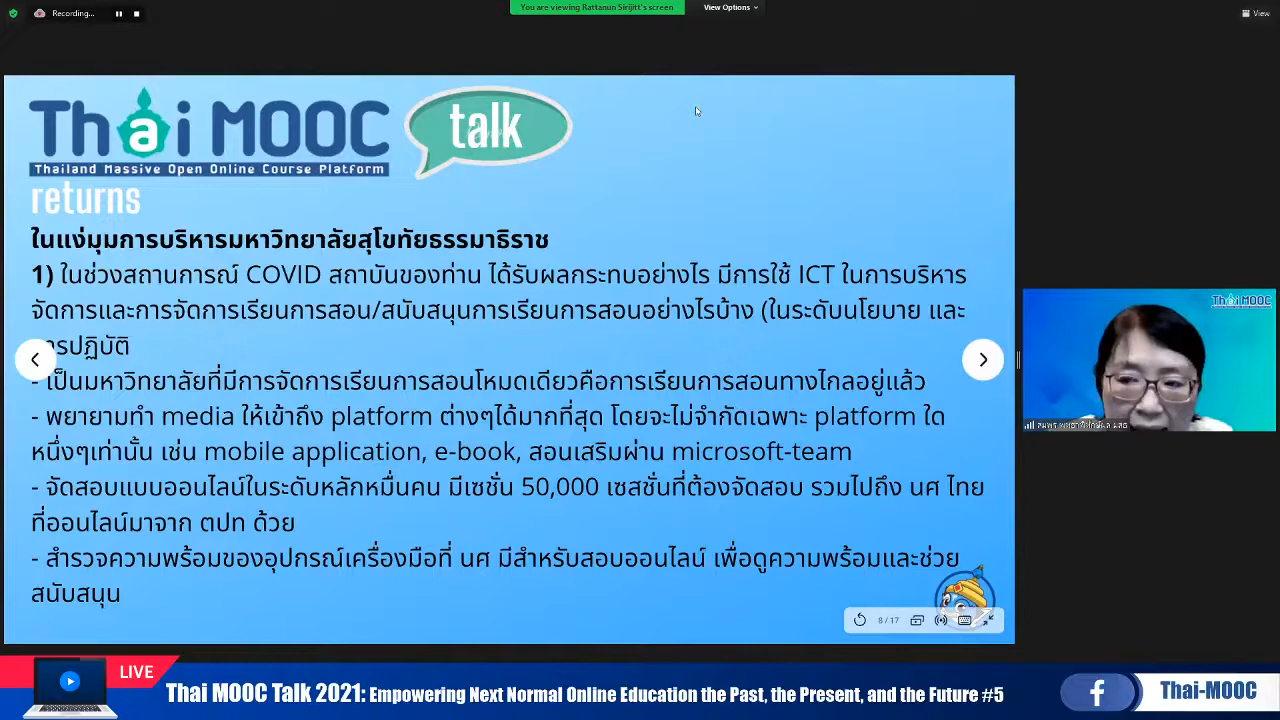 Recording...
You are viewing Rattanun Sirijitt's screen
View Options
View
Thai MOOC
talk
Thailand Massive Open Online Course Platform
returns
ในแง่มุมการบริหารมหาวิทยาลัยสุโขทัยธรรมาธิราช
1) ในช่วงสถานการณ์ COVID สถาบันของท่าน ได้รับผลกระทบอย่างไร มีการใช้ ICT ในการบริหาร
จัดการและการจัดการเรียนการสอน/สนับสนุนการเรียนการสอนอย่างไรบ้าง (ในระดับนโยบาย และ
ารปฏิบัติ
- เป็นมหาวิทยาลัยที่มีการจัดการเรียนการสอนโหมดเดียวคือการเรียนการสอนทางไกลอยู่แล้ว
- พยายามทำ media ให้เข้าถึง platform ต่างๆได้มากที่สุด โดยจะไม่จำกัดเฉพาะ platform ใด
หนึ่งๆเท่านั้น เช่น mobile application, e-book, สอนเสริมผ่าน microsoft-team
- จัดสอบแบบออนไลน์ในระดับหลักหมื่นคน มีเซชั่น 50,000 เซสชั่นที่ต้องจัดสอบ รวมไปถึง นศ ไทย
ที่ออนไลน์มาจาก ตปท ด้วย
- สำรวจความพร้อมของอุปกรณ์เครื่องมือที่ นศ มีสำหรับสอบออนไลน์ เพื่อดูความพร้อมและช่วย
สนับสนุน
8/17
Thai MOOC
LIVE
Thai MOOC Talk 2021: Empowering Next Normal Online Education the Past, the Present, and the Future #5
Thai-MOOC